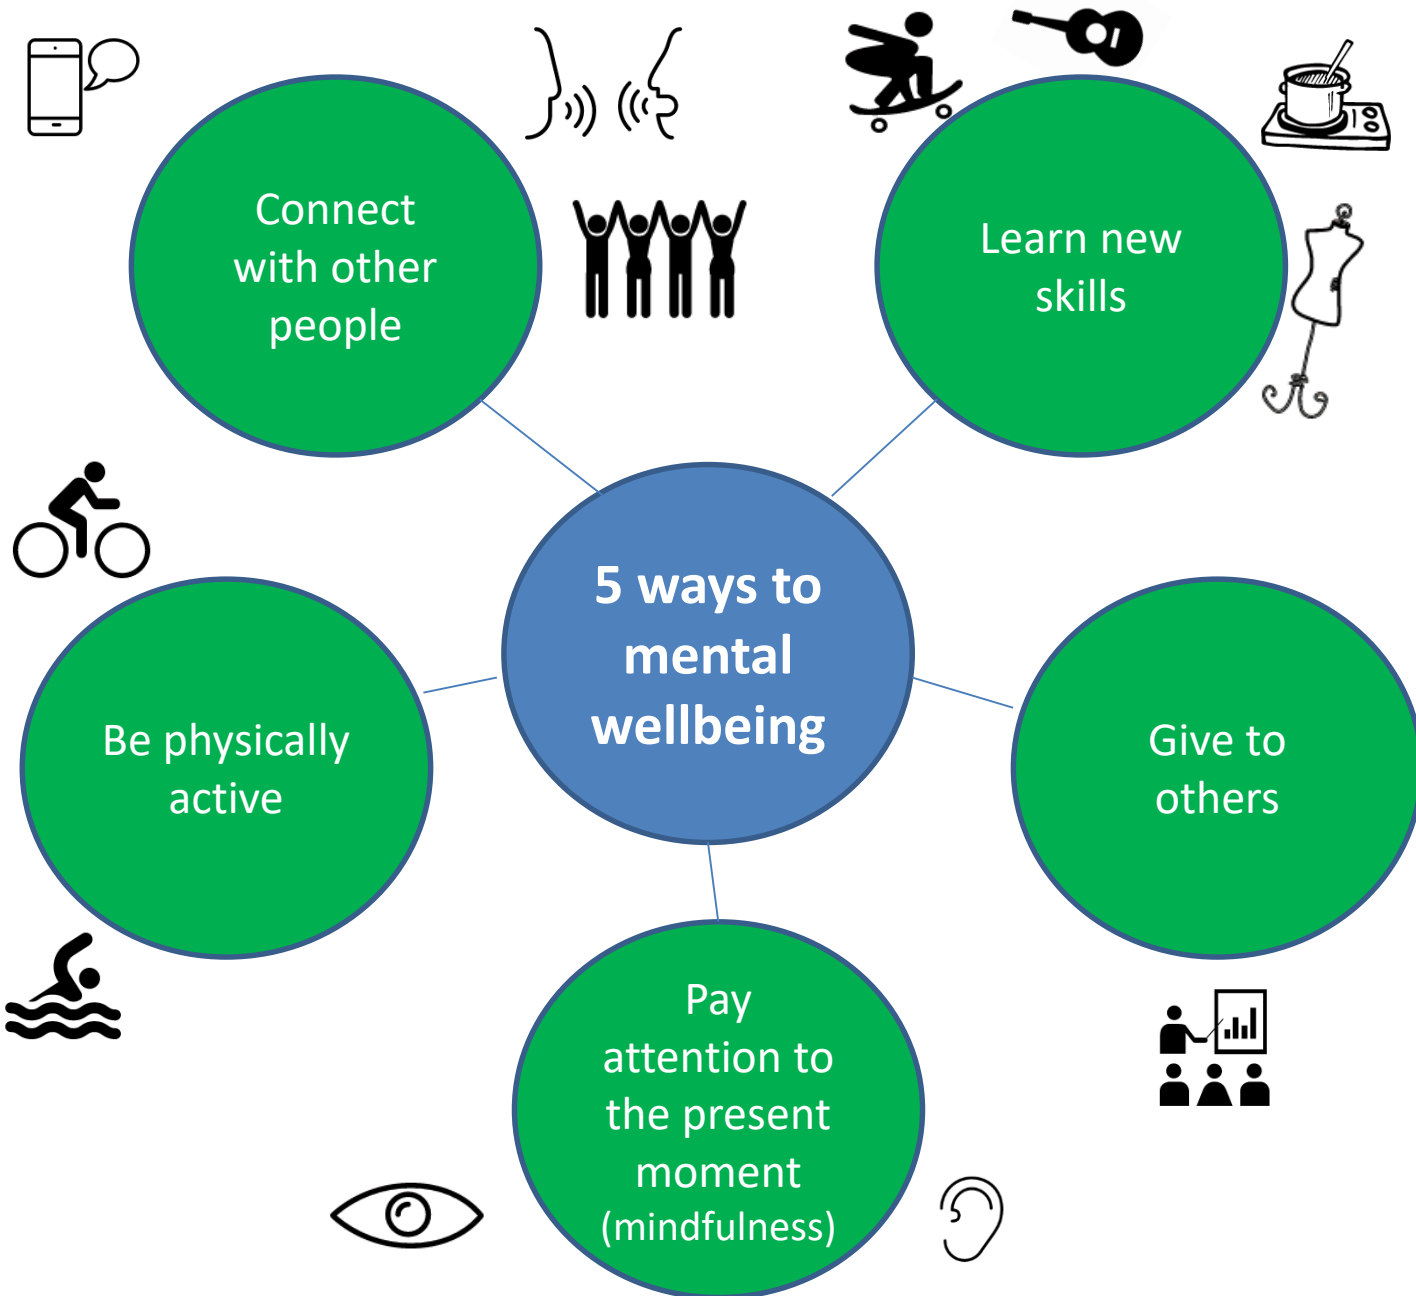 Connect
with other
people
Learn new
skills
5 ways to
mental
wellbeing
Be physically
active
Give to
others
Pay
attention to
the present
moment
(mindfulness)